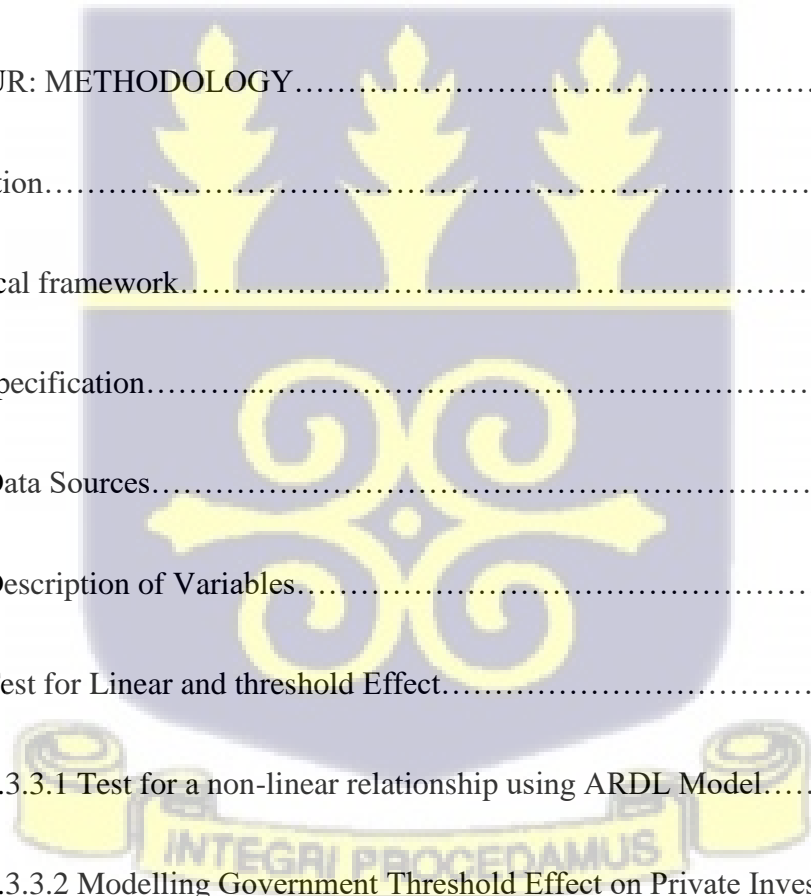 UR: METHODOLOGY……………………………………………
tion…………………………………………………………………
cal framework……………………………………………………
pecification………...………………………………………………
Data Sources………………………………………………………
Description of Variables……………………………………………
Test for Linear and threshold Effect…………………………………
.3.3.1 Test for a non-linear relationship using ARDL Model……
INTEGRI PROCEDAMUS
.3.3.2 Modelling Government Threshold Effect on Private Inves